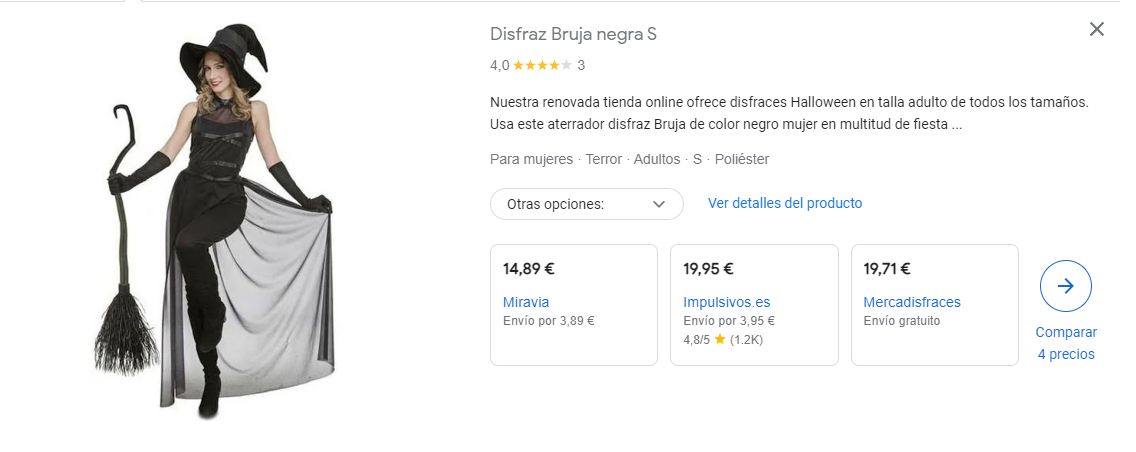 Disfraz Bruja negra S
4,0 ★★★★★ 3
Nuestra renovada tienda online ofrece disfraces Halloween en talla adulto de todos los tamaños.
Usa este aterrador disfraz Bruja de color negro mujer en multitud de fiesta ...
Para mujeres · Terror · Adultos · S · Poliéster
Otras opciones:
Ver detalles del producto
14,89 €
Miravia
Envío por 3,89 €
19,95 €
Impulsivos.es
Envío por 3,95 €
4,8/5 ★ (1.2K)
19,71 €
Mercadisfraces
Envío gratuito
Comparar
4 precios